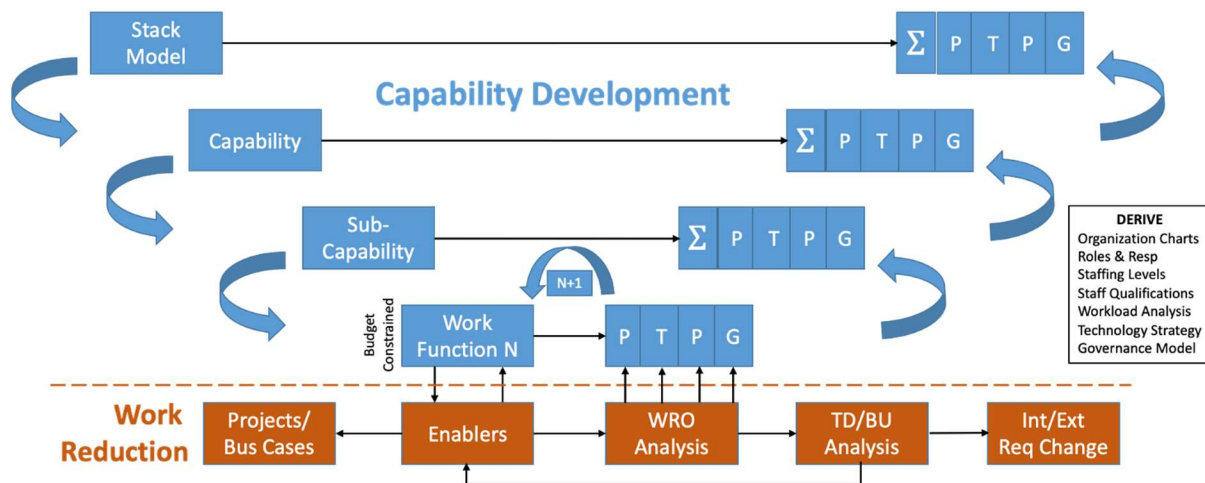 Stack
Model
Σ P T P G
Capability Development
Capability
Σ P T P G
Sub-
Capability
Σ P T P G
DERIVE
Organization Charts
Roles & Resp
Staffing Levels
Staff Qualifications
Workload Analysis
Technology Strategy
Governance Model
N+1
Budget
Constrained
Work
Function N
P T P G
Work
Reduction
Projects/
Bus Cases
Enablers
WRO
Analysis
TD/BU
Analysis
Int/Ext
Req Change